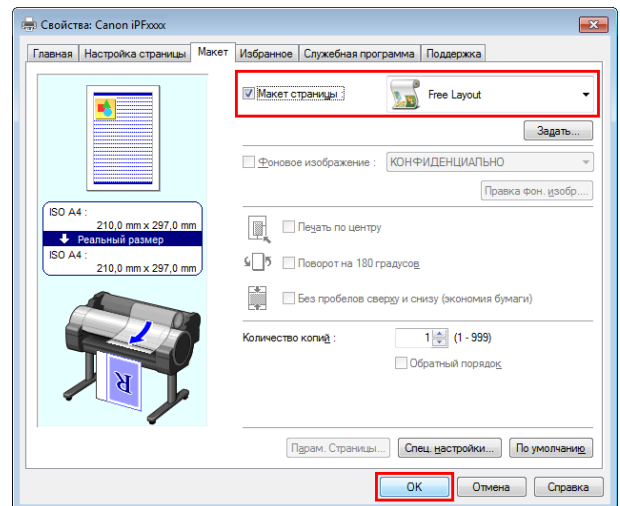 Свойства: Canon iPFxxxx
Главная Настройка страницы Макет Избранное Служебная программа Поддержка
Макет страницы : Free Layout
Задать...
Фоновое изображение : КОНФИДЕНЦИАЛЬНО
Правка фон. изобр....
ISO A4 :
210,0 mm x 297,0 mm
Реальный размер
ISO A4 :
210,0 mm x 297,0 mm
Печать по центру
Поворот на 180 градусов
Без пробелов сверху и снизу (экономия бумаги)
Количество копий : 1 (1 - 999)
Обратный порядок
R
Парам. Страницы... Спец. настройки... По умолчанию
OK Отмена Справка